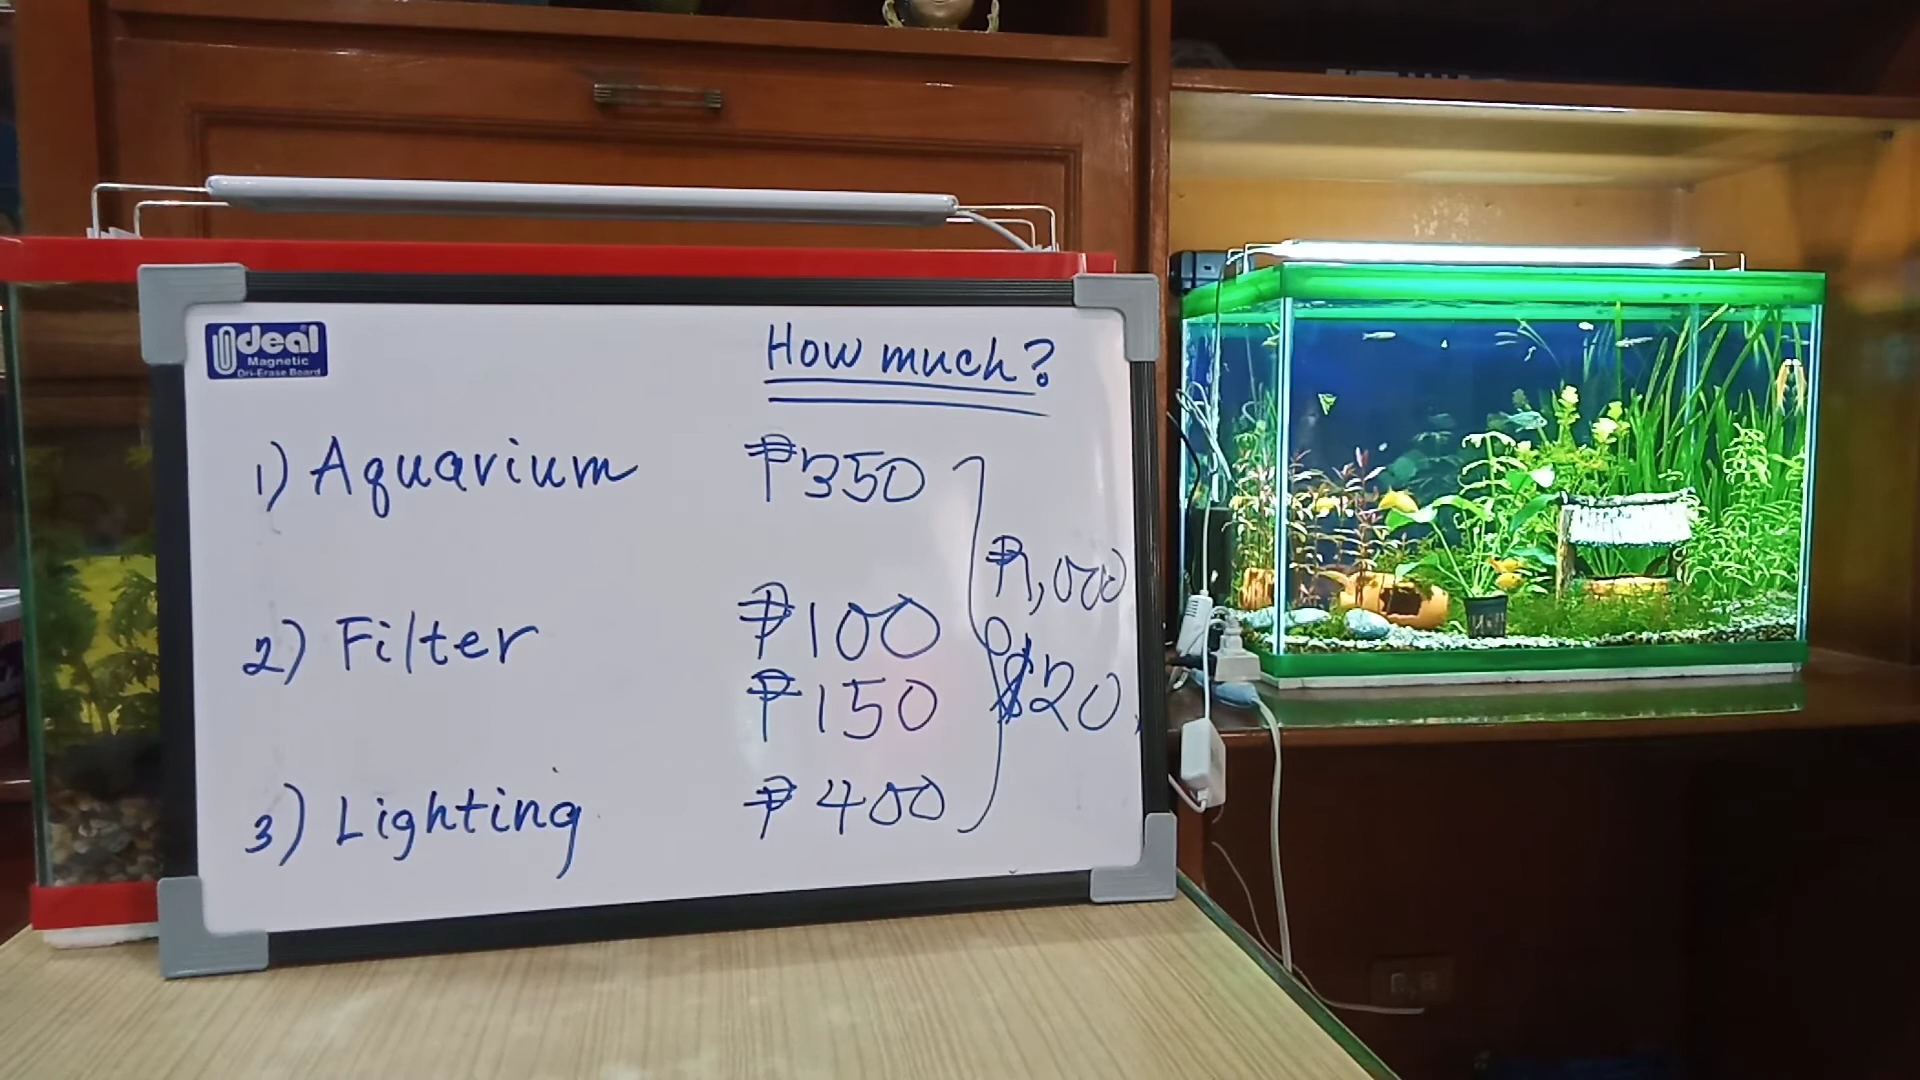 Udeal
Magnetic
Dri-Erase Board
How much?
1) Aquarium ₱350
₱1,000
2) Filter ₱100
₱150
$20.
3) Lighting ₱400